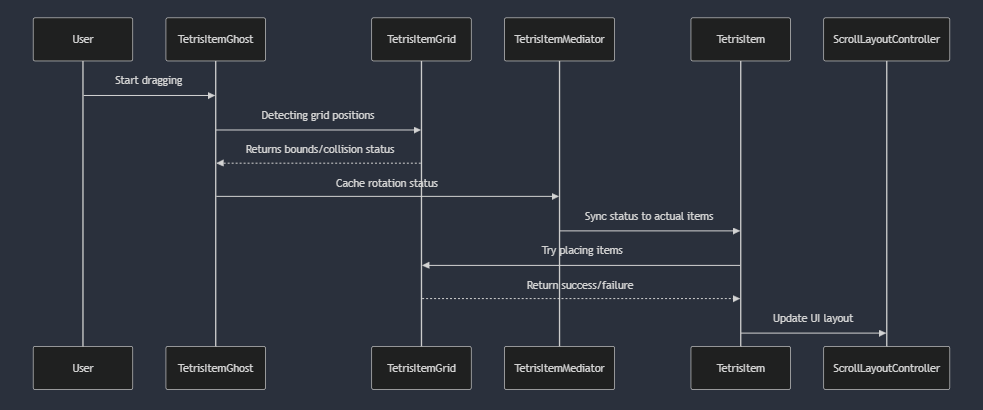 User
TetrisItemGhost
TetrisItemGrid
TetrisItemMediator
TetrisItem
ScrollLayoutController
Start dragging
Detecting grid positions
Returns bounds/collision status
Cache rotation status
Sync status to actual items
Try placing items
Return success/failure
Update UI layout
User
TetrisItemGhost
TetrisItemGrid
TetrisItemMediator
TetrisItem
ScrollLayoutController